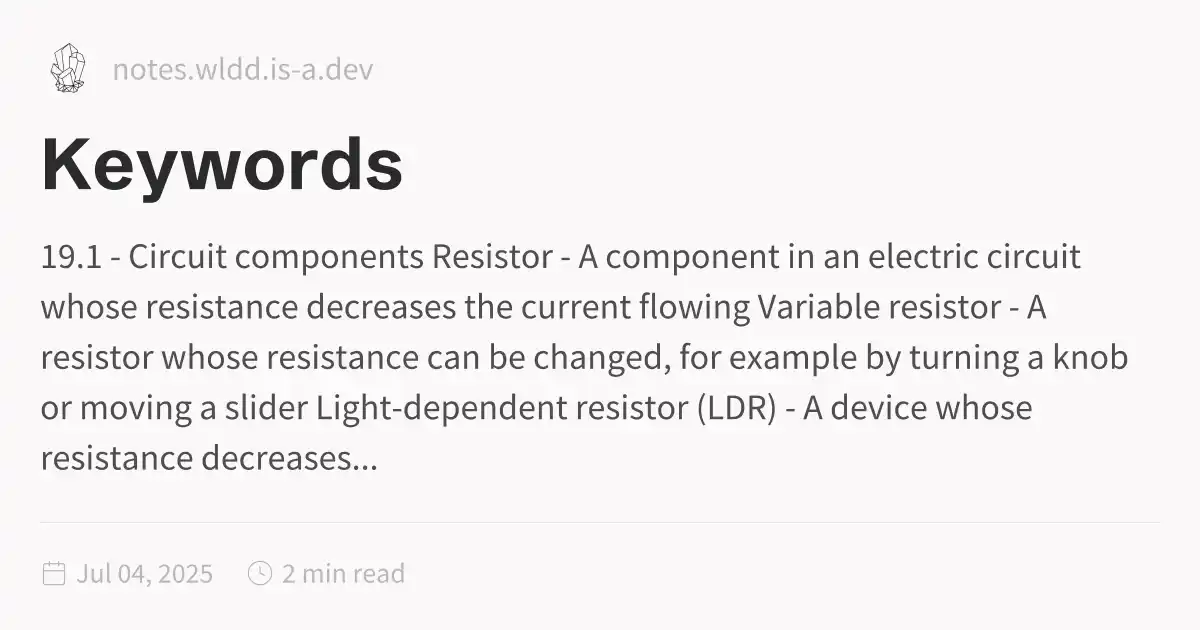 notes.wldd.is-a.dev
Keywords
19.1 - Circuit components Resistor - A component in an electric circuit
whose resistance decreases the current flowing Variable resistor - A
resistor whose resistance can be changed, for example by turning a knob
or moving a slider Light-dependent resistor (LDR) - A device whose
resistance decreases...
Jul 04, 2025 2 min read